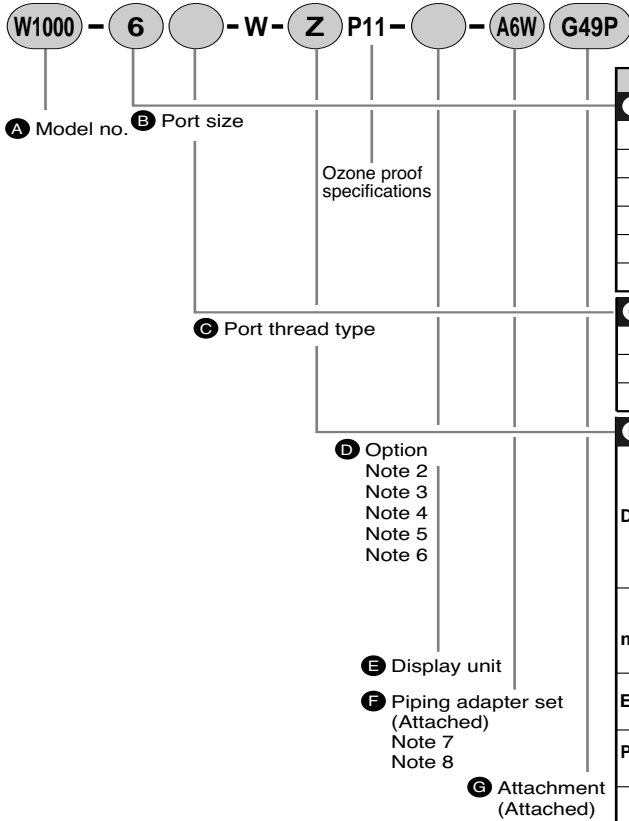 W1000 - 6 - W - Z P11 - - A6W G49P
A Model no.
B Port size
Ozone proof
specifications
C Port thread type
D Option
Note 2
Note 3
Note 4
Note 5
Note 6
E Display unit
F Piping adapter set
(Attached)
Note 7
Note 8
G Attachment
(Attached)